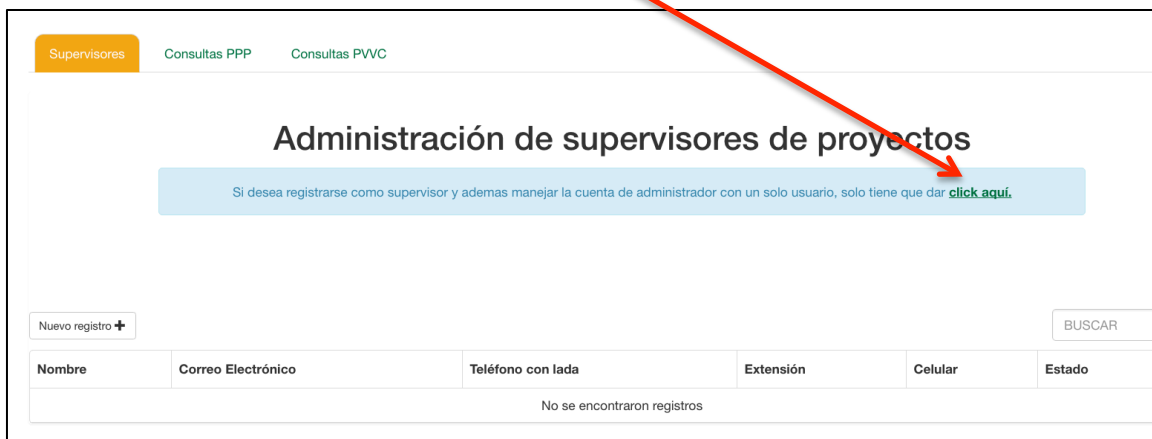 Supervisores Consultas PPP Consultas PVVC
Administración de supervisores de proyectos
Si desea registrarse como supervisor y ademas manejar la cuenta de administrador con un solo usuario, solo tiene que dar click aquí.
Nuevo registro + BUSCAR
Nombre Correo Electrónico Teléfono con lada Extensión Celular Estado
No se encontraron registros